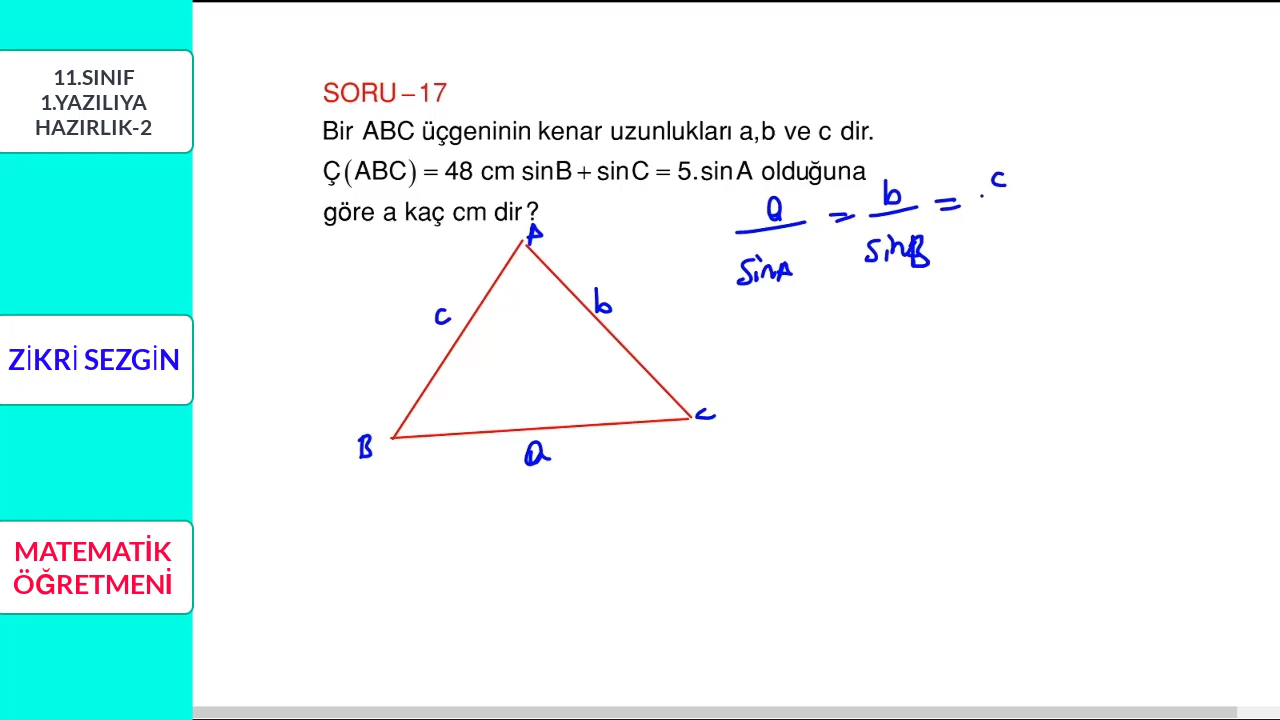 11.SINIF
1.YAZILIYA
HAZIRLIK-2
ZİKRİ SEZGİN
MATEMATİK
ÖĞRETMENİ
SORU – 17
Bir ABC üçgeninin kenar uzunlukları a,b ve c dir.
Ç(ABC) = 48 cm sinB + sinC = 5.sinA olduğuna
göre a kaç cm dir?
a/sinA = b/sinB = c
A
c
b
B
a
C